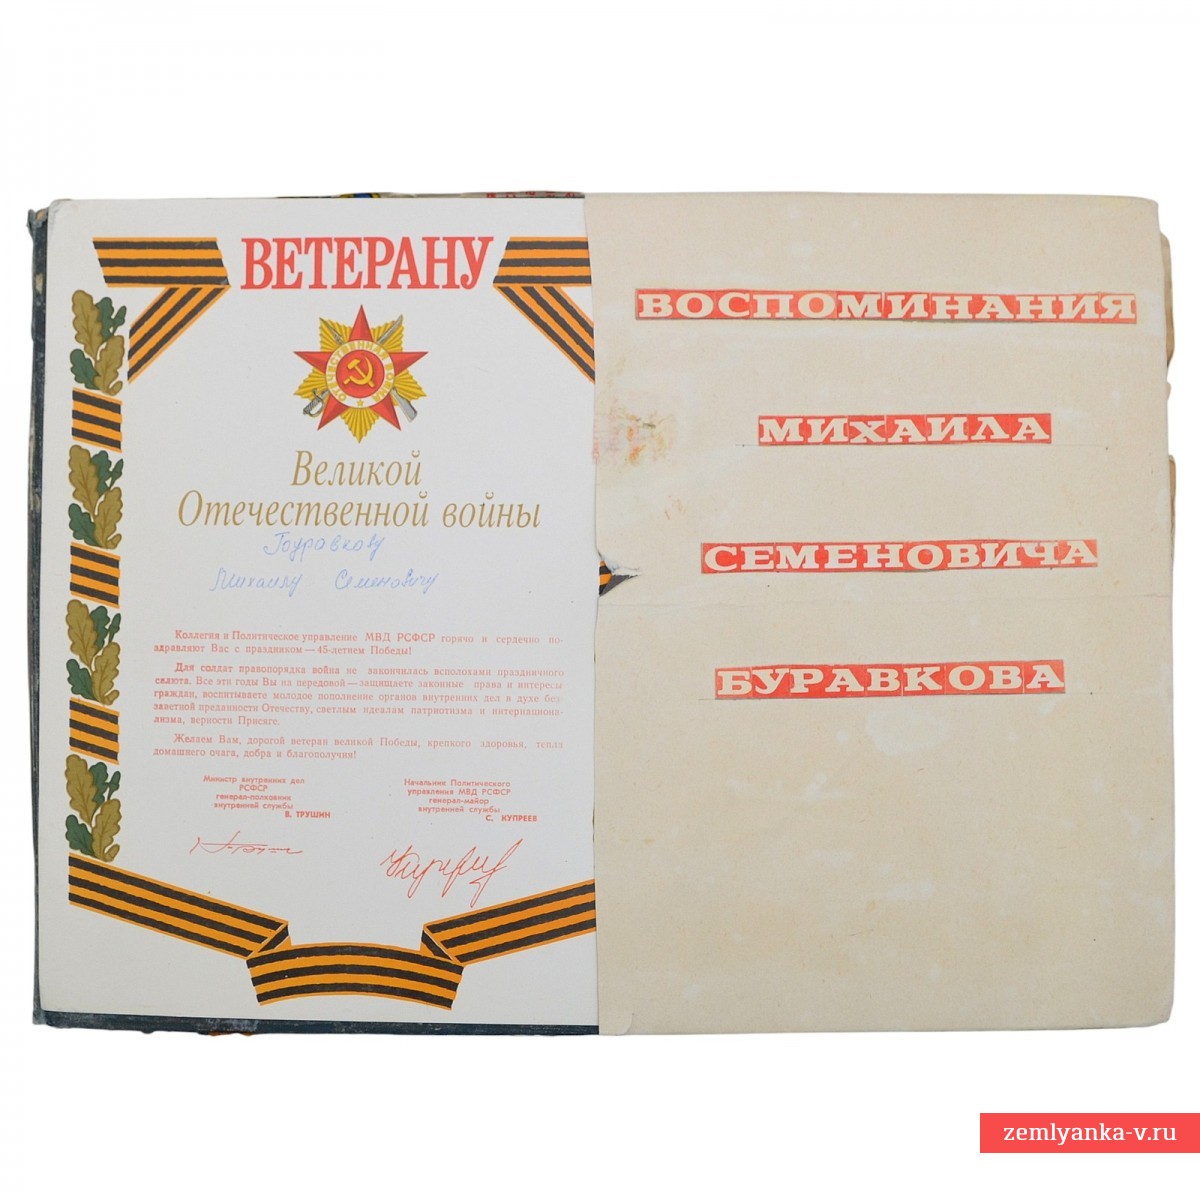 ВЕТЕРАНУ
ОТЕЧЕСТВЕННАЯ ВОЙНА
Великой
Отечественной войны
Буравкову
Михаилу Семеновичу
Коллегия и Политическое управление МВД РСФСР горячо и сердечно по-
здравляют Вас с праздником — 45-летием Победы!
Для солдат правопорядка война не закончилась всполохами праздничного
салюта. Все эти годы Вы на передовой — защищаете законные права и интересы
граждан, воспитываете молодое пополнение органов внутренних дел в духе без-
заветной преданности Отечеству, светлым идеалам патриотизма и интернациона-
лизма, верности Присяге.
Желаем Вам, дорогой ветеран великой Победы, крепкого здоровья, тепла
домашнего очага, добра и благополучия!
Министр внутренних дел
РСФСР
генерал-полковник
внутренней службы
В. ТРУШИН
Начальник Политического
управления МВД РСФСР
генерал-майор
внутренней службы
С. КУПРЕЕВ
ВОСПОМИНАНИЯ
МИХАИЛА
СЕМЕНОВИЧА
БУРАВКОВА
zemlyanka-v.ru